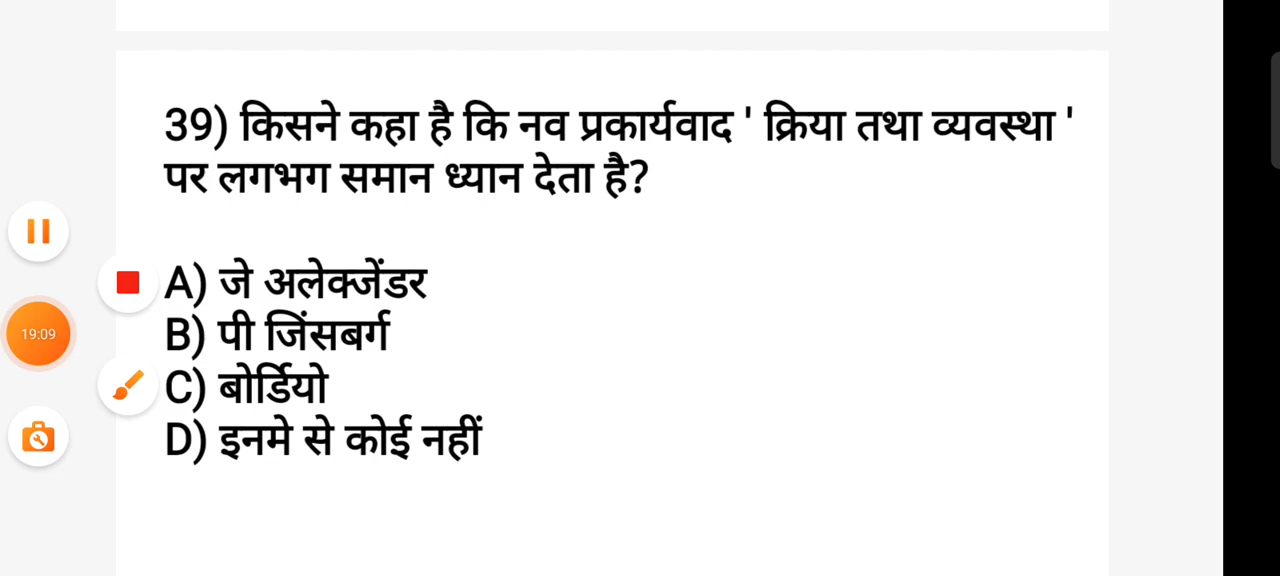 39) किसने कहा है कि नव प्रकार्यवाद ' क्रिया तथा व्यवस्था '
पर लगभग समान ध्यान देता है?
A) जे अलेक्जेंडर
B) पी जिंसबर्ग
C) बोर्डियो
D) इनमे से कोई नहीं
19:09